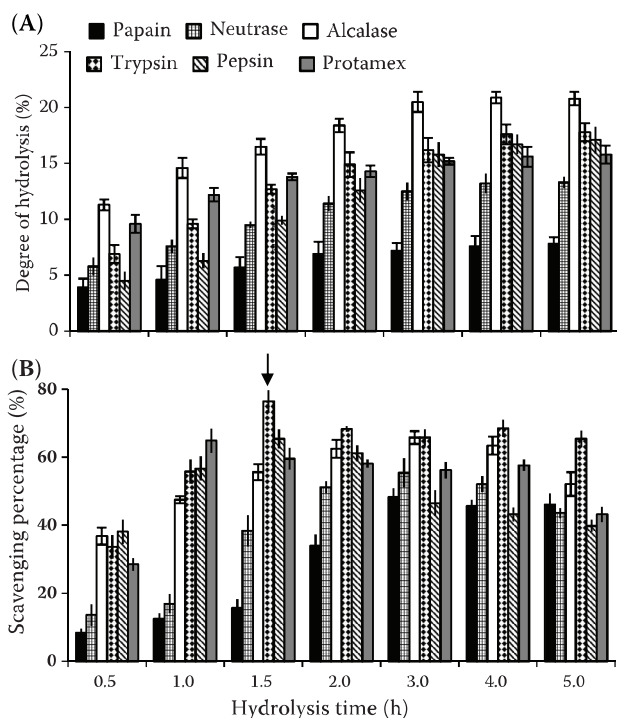 (A)
Papain Neutrase Alcalase
Trypsin Pepsin Protamex
Degree of hydrolysis (%)
25
20
15
10
5
0
(B)
Scavenging percentage (%)
80
60
40
20
0
0.5 1.0 1.5 2.0 3.0 4.0 5.0
Hydrolysis time (h)